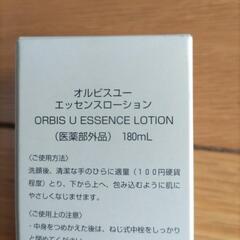 オルビスユー
エッセンスローション
ORBIS U ESSENCE LOTION
（医薬部外品） 180mL
〈ご使用方法〉
洗顔後、清潔な手のひらに適量（１００円硬貨
程度）とり、下から上へ、包み込むように肌に
やさしくなじませます。
〈ご使用上の注意〉
・中身をつめかえた後は、ねじ式中栓をしっかり